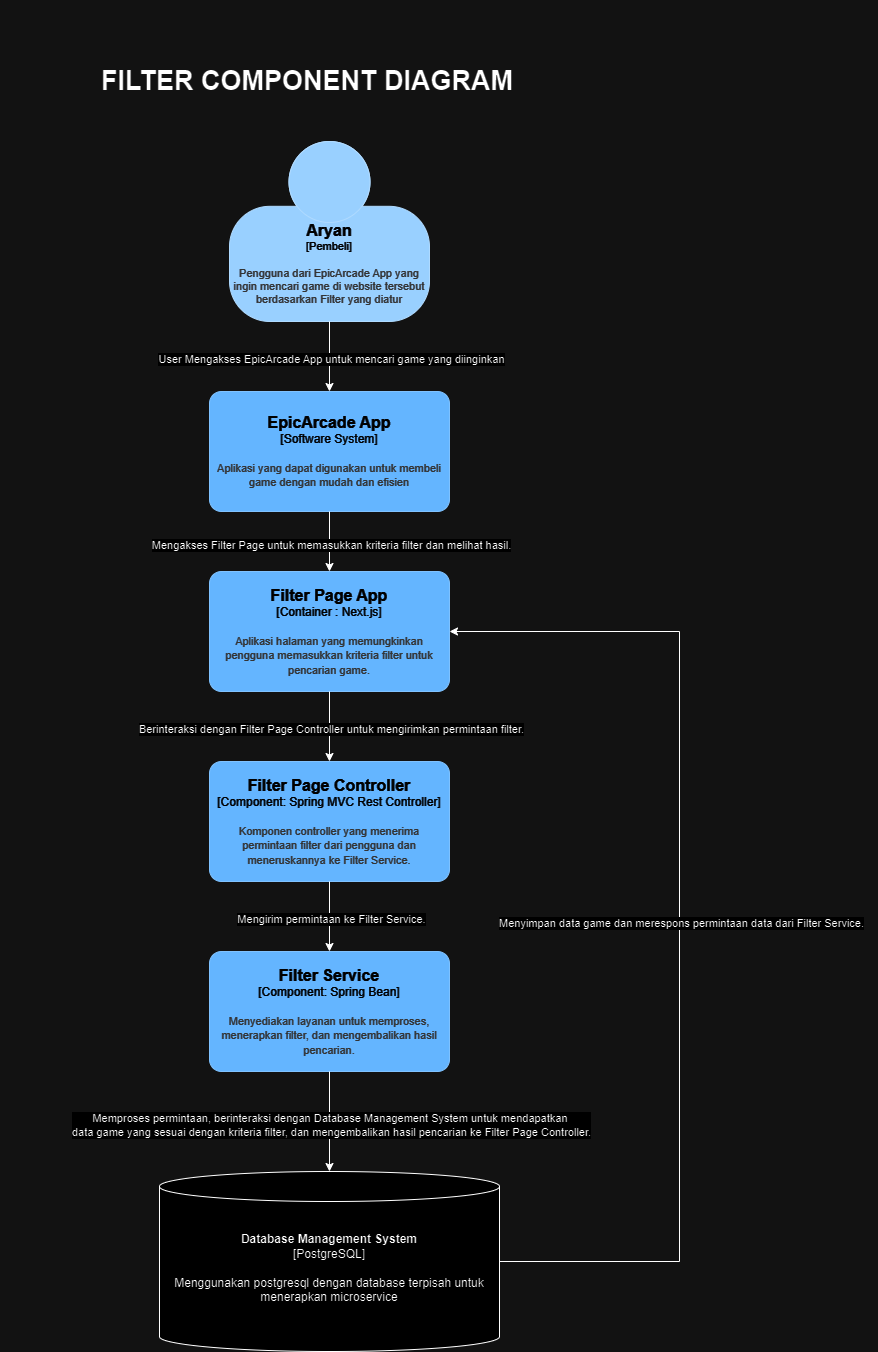 FILTER COMPONENT DIAGRAM
Aryan
[Pembeli]
Pengguna dari EpicArcade App yang
ingin mencari game di website tersebut
berdasarkan Filter yang diatur
User Mengakses EpicArcade App untuk mencari game yang diinginkan
EpicArcade App
[Software System]
Aplikasi yang dapat digunakan untuk membeli
game dengan mudah dan efisien
Mengakses Filter Page untuk memasukkan kriteria filter dan melihat hasil.
Filter Page App
[Container : Next.js]
Aplikasi halaman yang memungkinkan
pengguna memasukkan kriteria filter untuk
pencarian game.
Berinteraksi dengan Filter Page Controller untuk mengirimkan permintaan filter.
Filter Page Controller
[Component: Spring MVC Rest Controller]
Komponen controller yang menerima
permintaan filter dari pengguna dan
meneruskannya ke Filter Service.
Mengirim permintaan ke Filter Service.
Menyimpan data game dan merespons permintaan data dari Filter Service.
Filter Service
[Component: Spring Bean]
Menyediakan layanan untuk memproses,
menerapkan filter, dan mengembalikan hasil
pencarian.
Memproses permintaan, berinteraksi dengan Database Management System untuk mendapatkan
data game yang sesuai dengan kriteria filter, dan mengembalikan hasil pencarian ke Filter Page Controller.
Database Management System
[PostgreSQL]
Menggunakan postgresql dengan database terpisah untuk
menerapkan microservice